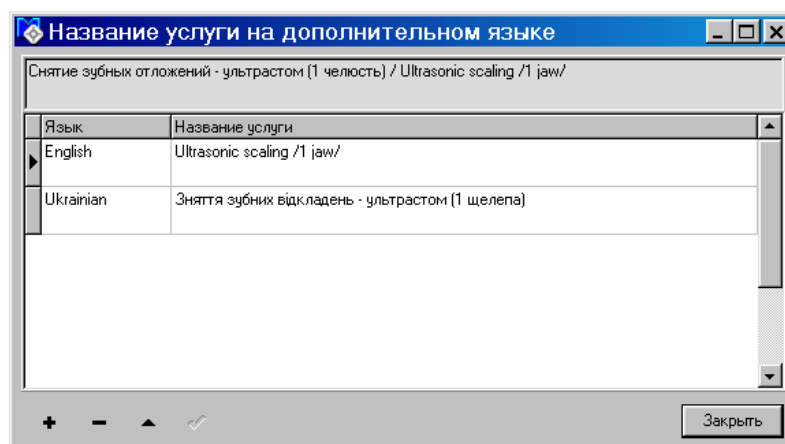 Название услуги на дополнительном языке
Снятие зубных отложений - ультрастом (1 челюсть) / Ultrasonic scaling /1 jaw/
Язык Название услуги
English Ultrasonic scaling /1 jaw/
Ukrainian Зняття зубних відкладень - ультрастом (1 щелепа)
Закрыть